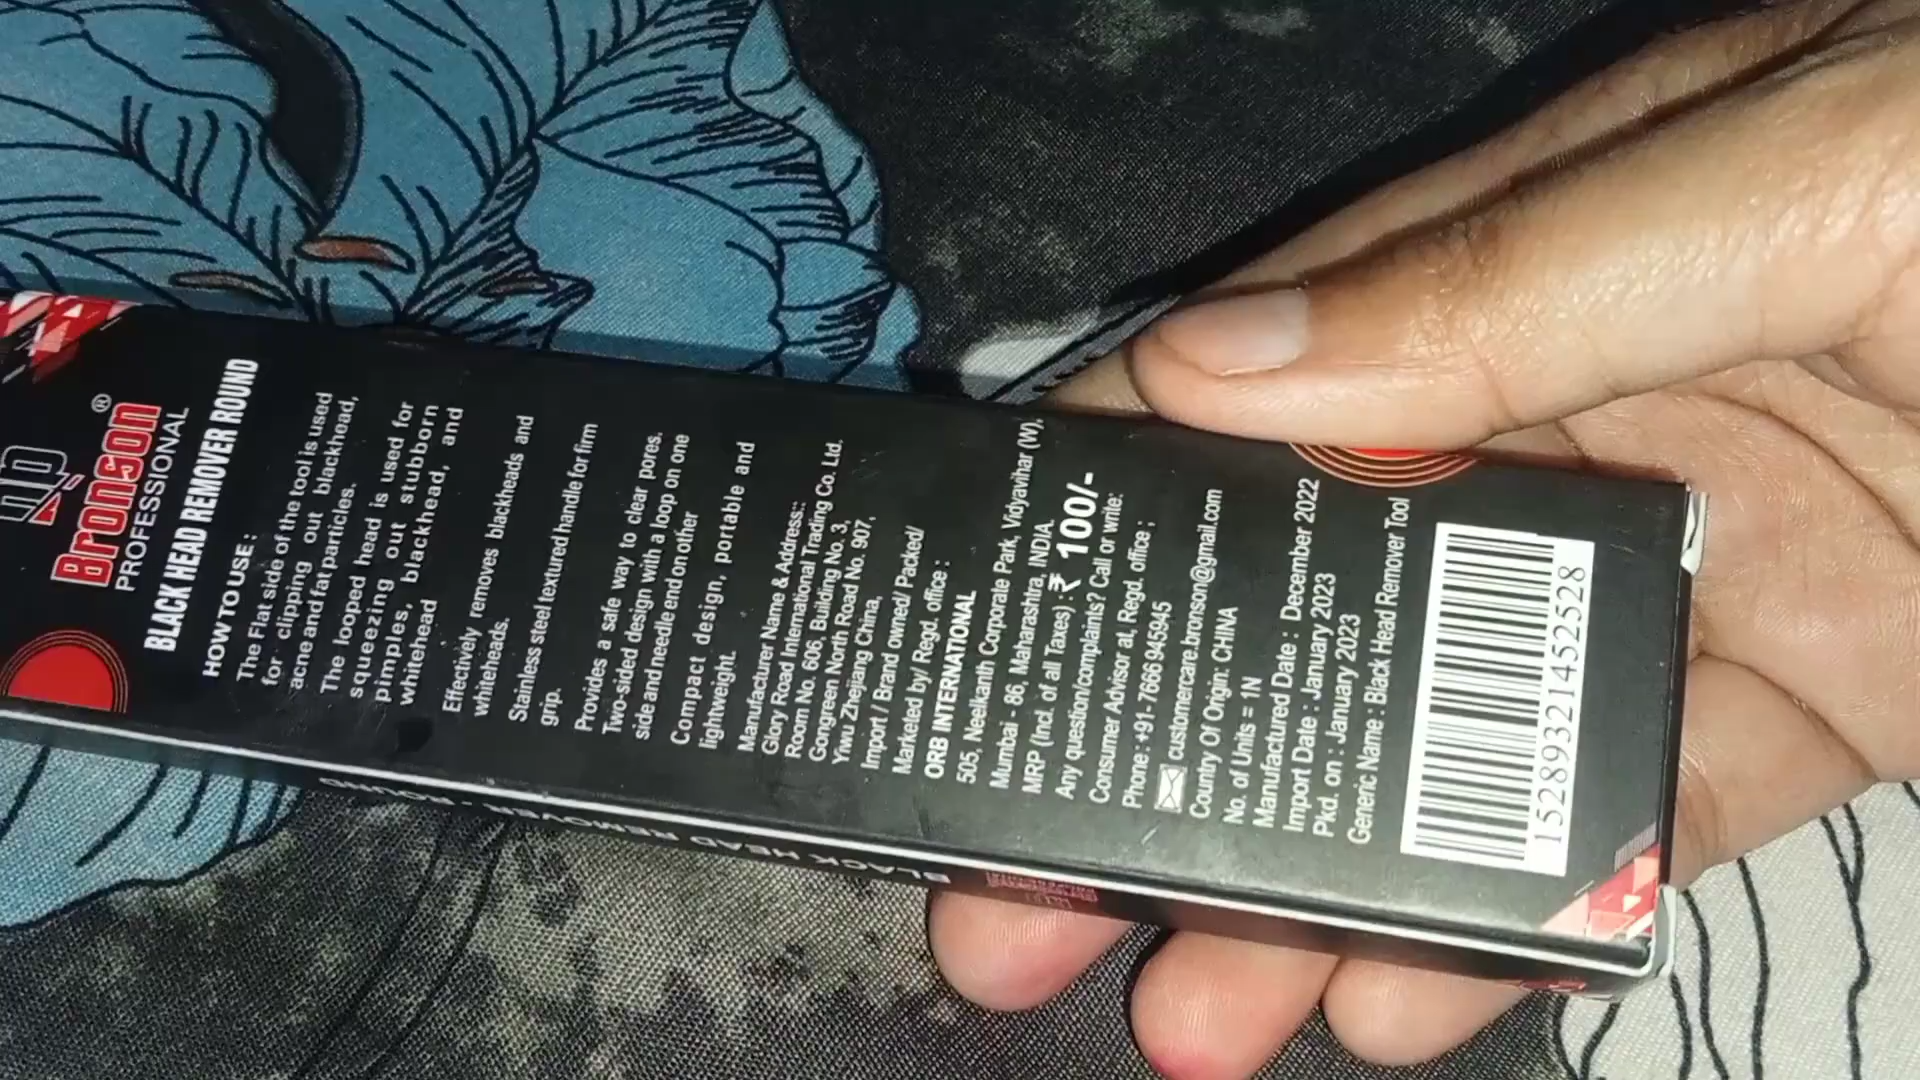 Bronson®
PROFESSIONAL
BLACK HEAD REMOVER ROUND
HOW TO USE :
The Flat side of the tool is used
for clipping out blackhead,
acne and fat particles.
The looped head is used for
squeezing out stubborn
pimples, blackhead, and
whitehead
Effectively removes blackheads and
whiteheads.
Stainless steel textured handle for firm
grip.
Provides a safe way to clear pores.
Two-sided design with a loop on one
side and needle end on other
Compact design, portable and
lightweight.
Manufacturer Name & Address::
Glory Road International Trading Co. Ltd.
Room No. 606, Building No. 3,
Gongreen North Road No. 907,
Yiwu Zhejiang China,
Import / Brand owned/ Packed/
Marketed by/ Regd. office :
ORB INTERNATIONAL
505, Neelkanth Corporate Park, Vidyavihar (W),
Mumbai - 86, Maharashtra, INDIA.
MRP (Incl. of all Taxes) : ₹ 100/-
Any question/complaints? Call or write:
Consumer Advisor at, Regd. office ;
Phone : +91-7666 945945
customercare.bronson@gmail.com
Country Of Origin: CHINA
No. of Units = 1N
Manufactured Date : December 2022
Import Date : January 2023
Pkd. on : January 2023
Generic Name : Black Head Remover Tool
1528932145252​8
BLACK HEAD REMOVER - ROUND